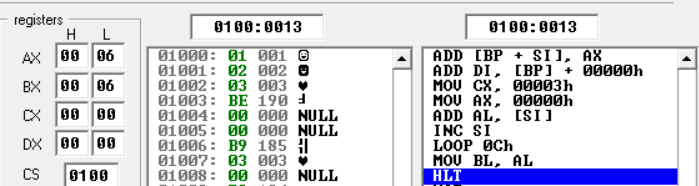 registers
H L
0100:0013
0100:0013
AX 00 06
BX 00 06
CX 00 00
DX 00 00
CS 0100
01000: 01 001 ☺
01001: 02 002 ☻
01002: 03 003 ♥
01003: BE 190 ╛
01004: 00 000 NULL
01005: 00 000 NULL
01006: B9 185 ╣
01007: 03 003 ♥
01008: 00 000 NULL
ADD [BP + SI], AX
ADD DI, [BP] + 00000h
MOV CX, 00003h
MOV AX, 00000h
ADD AL, [SI]
INC SI
LOOP 0Ch
MOV BL, AL
HLT